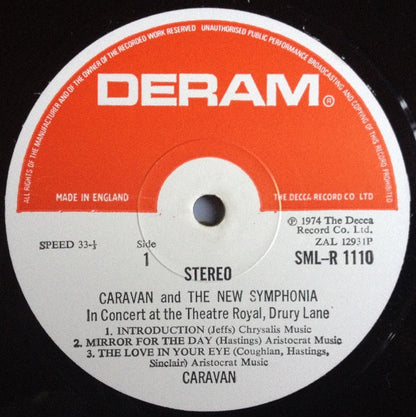 ALL RIGHTS OF THE MANUFACTURER AND OF THE OWNER OF THE RECORDED WORK RESERVED UNAUTHORISED PUBLIC PERFORMANCE BROADCASTING AND COPYING OF THIS RECORD PROHIBITED
DERAM®
MADE IN ENGLAND
THE DECCA RECORD CO LTD
℗ 1974 The Decca
Record Co. Ltd.
ZAL 12931P
SPEED 33-⅓
Side
1
STEREO
SML-R 1110
CARAVAN and THE NEW SYMPHONIA
In Concert at the Theatre Royal, Drury Lane
1. INTRODUCTION (Jeffs) Chrysalis Music
2. MIRROR FOR THE DAY (Hastings) Aristocrat Music
3. THE LOVE IN YOUR EYE (Coughlan, Hastings,
Sinclair) Aristocrat Music
CARAVAN